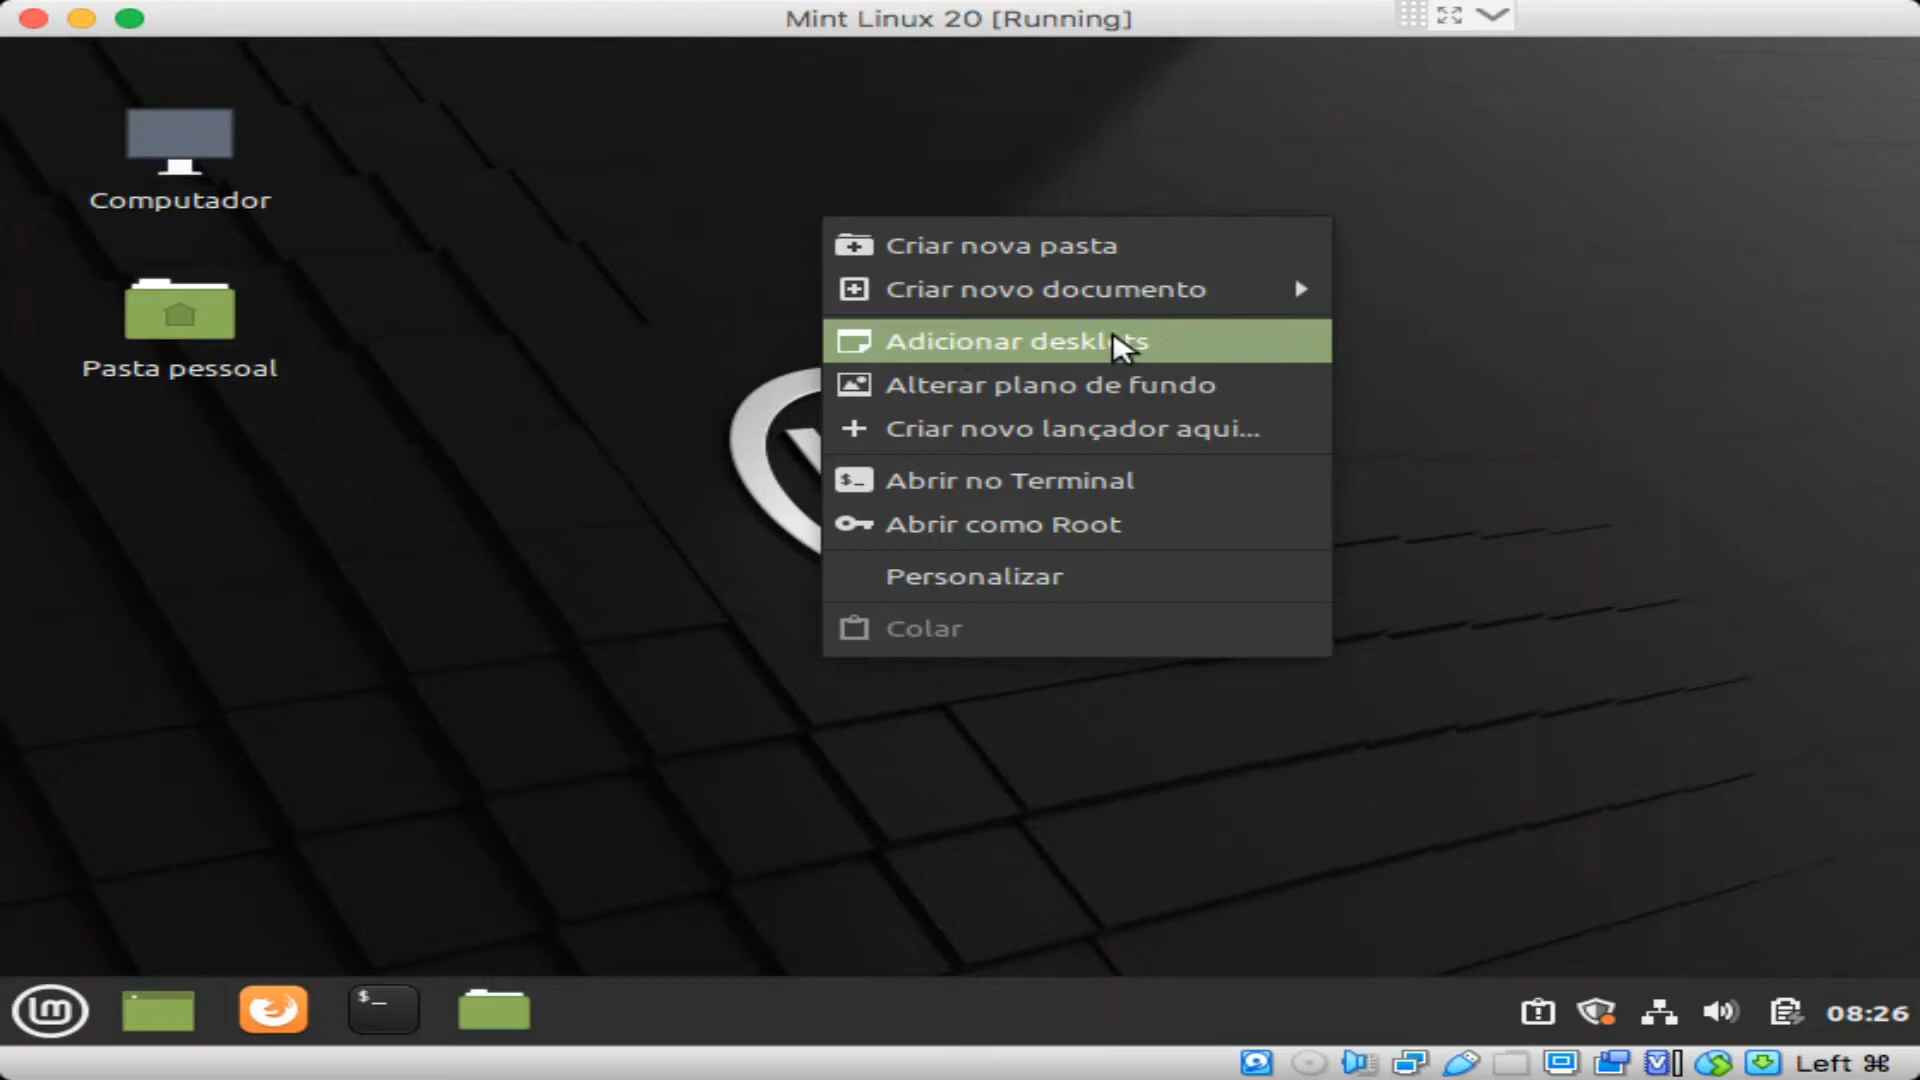 Mint Linux 20 [Running]
Computador
Pasta pessoal
Criar nova pasta
Criar novo documento
Adicionar desklets
Alterar plano de fundo
Criar novo lançador aqui...
Abrir no Terminal
Abrir como Root
Personalizar
Colar
lm
$_
08:26
Left ⌘